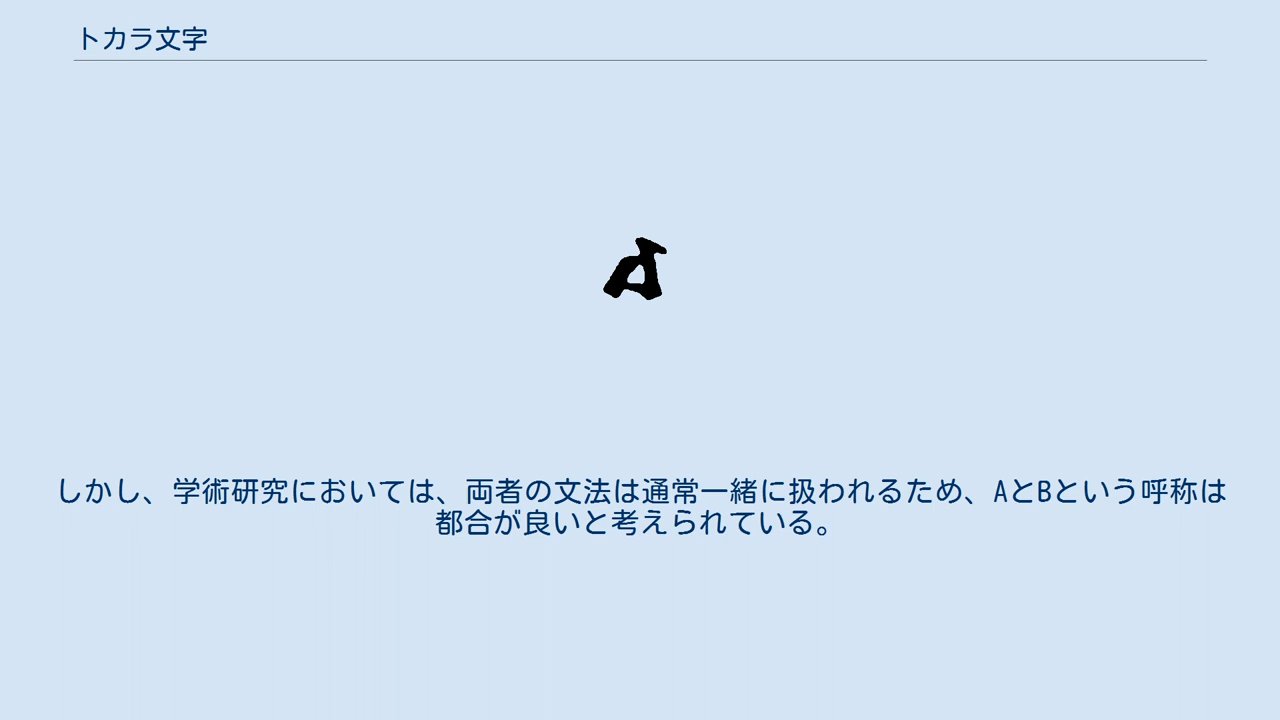 トカラ文字
しかし、学術研究においては、両者の文法は通常一緒に扱われるため、AとBという呼称は
都合が良いと考えられている。